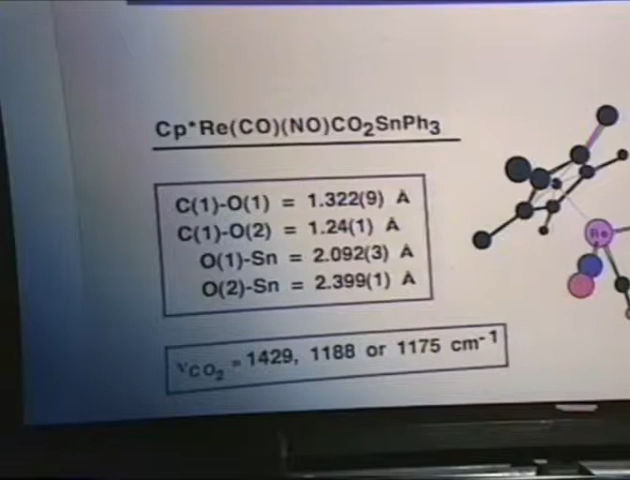 Cp*Re(CO)(NO)CO₂SnPh₃
C(1)-O(1) = 1.322(9) Å
C(1)-O(2) = 1.24(1) Å
O(1)-Sn = 2.092(3) Å
O(2)-Sn = 2.399(1) Å
νCO₂ = 1429, 1188 or 1175 cm⁻¹
Re